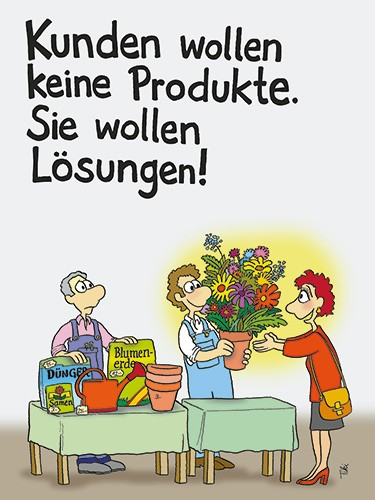 Kunden wollen
keine Produkte.
Sie wollen
Lösungen!
DÜNGER
Samen
Blumen-
erde